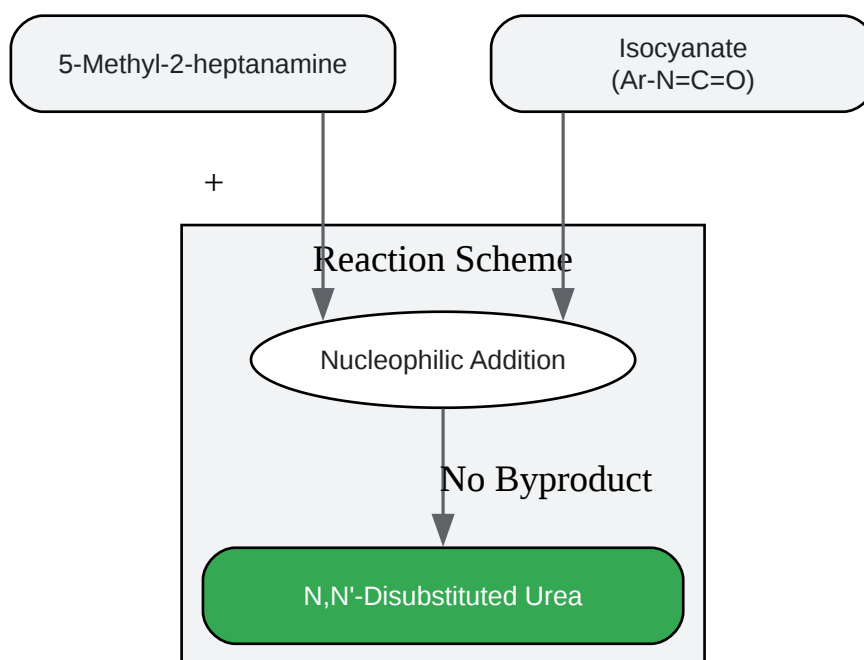 5-Methyl-2-heptanamine
Isocyanate
(Ar-N=C=O)
+
Reaction Scheme
Nucleophilic Addition
No Byproduct
N,N'-Disubstituted Urea